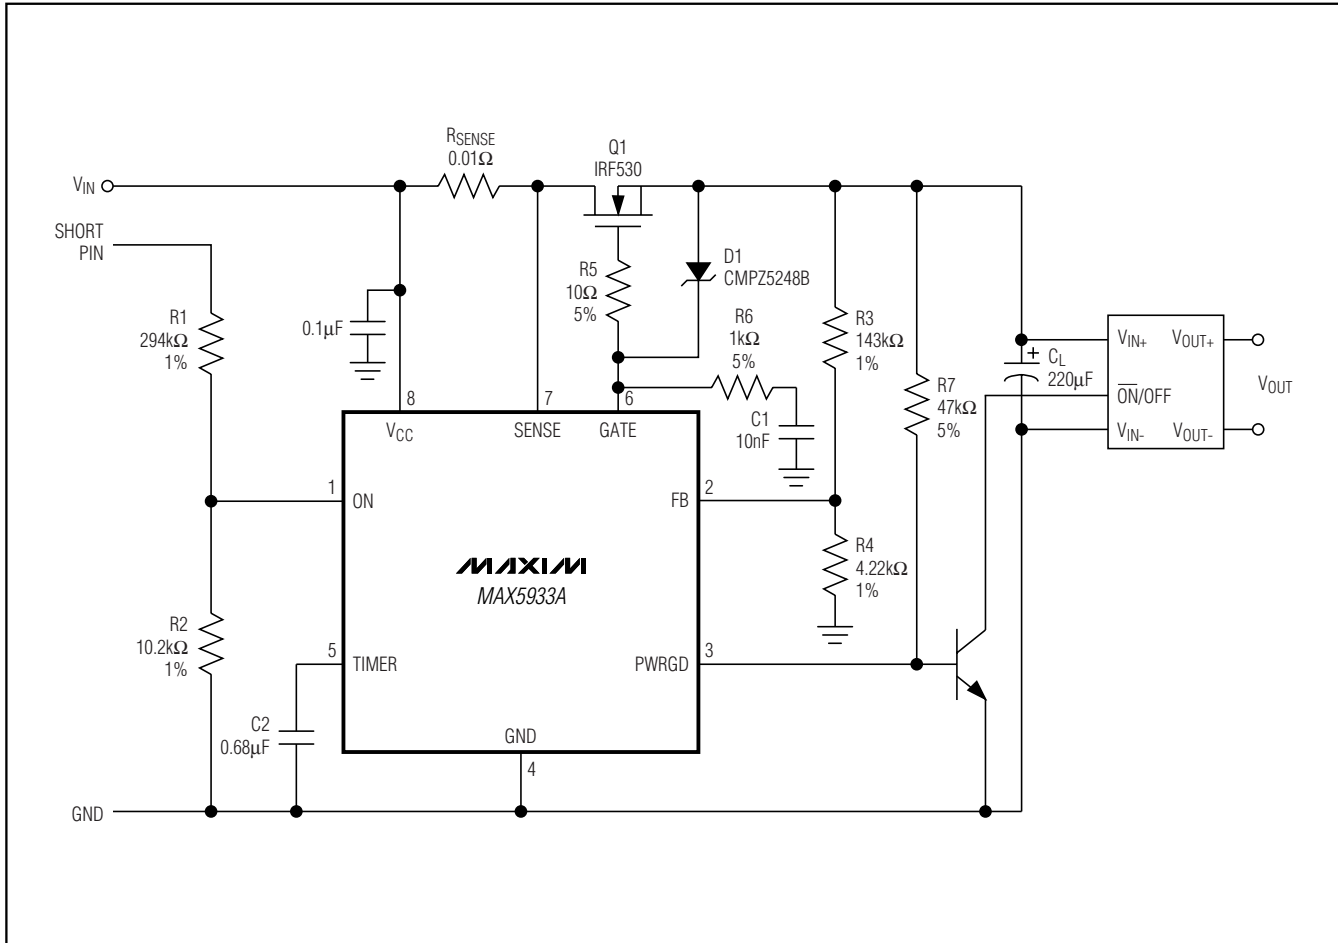 RSENSE
0.01Ω
Q1
IRF530
VIN
SHORT
PIN
R1
294kΩ
1%
0.1μF
R5
10Ω
5%
D1
CMPZ5248B
R6
1kΩ
5%
R3
143kΩ
1%
R7
47kΩ
5%
CL
220μF
+
VIN+
VOUT+
ON/OFF
VIN-
VOUT-
VOUT
8
7
6
VCC
SENSE
GATE
C1
10nF
1
ON
2
FB
MAXIM
MAX5933A
R4
4.22kΩ
1%
R2
10.2kΩ
1%
5
TIMER
3
PWRGD
C2
0.68μF
GND
4
GND